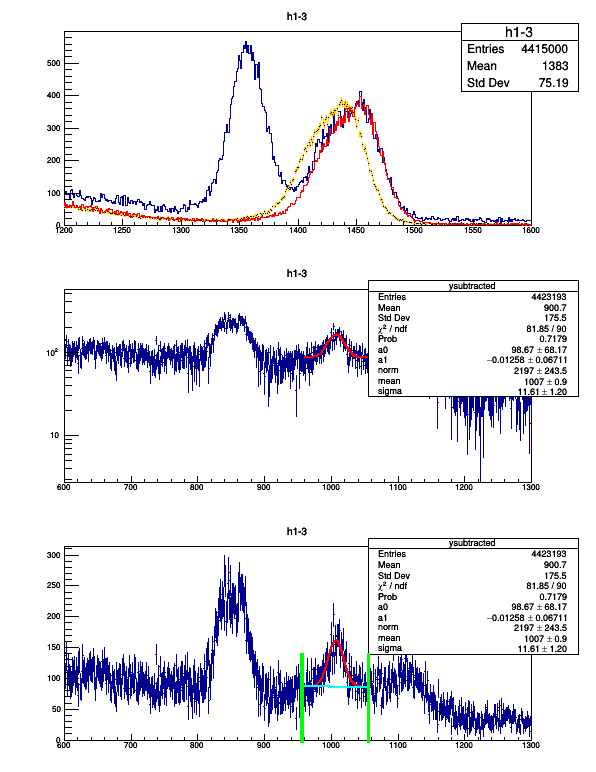 h1-3
h1-3
Entries 4415000
Mean 1383
Std Dev 75.19
500
400
300
200
100
0
1200 1250 1300 1350 1400 1450 1500 1550 1600
h1-3
ysubtracted
Entries 4423193
Mean 900.7
Std Dev 175.5
χ² / ndf 81.85 / 90
Prob 0.7179
a0 98.67 ± 68.17
a1 −0.01258 ± 0.06711
norm 2197 ± 243.5
mean 1007 ± 0.9
sigma 11.61 ± 1.20
10²
10
600 700 800 900 1000 1100 1200 1300
h1-3
ysubtracted
Entries 4423193
Mean 900.7
Std Dev 175.5
χ² / ndf 81.85 / 90
Prob 0.7179
a0 98.67 ± 68.17
a1 −0.01258 ± 0.06711
norm 2197 ± 243.5
mean 1007 ± 0.9
sigma 11.61 ± 1.20
300
250
200
150
100
50
0
600 700 800 900 1000 1100 1200 1300